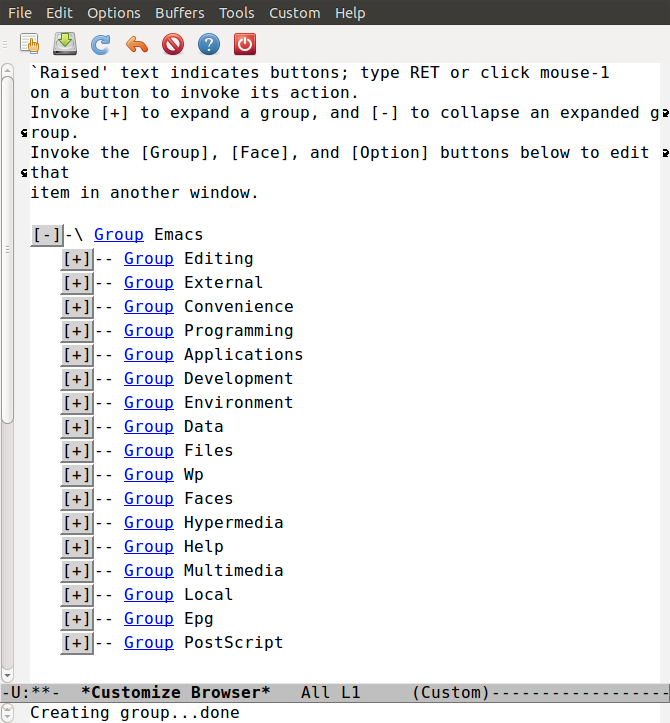 File Edit Options Buffers Tools Custom Help
`Raised' text indicates buttons; type RET or click mouse-1
on a button to invoke its action.
Invoke [+] to expand a group, and [-] to collapse an expanded g
roup.
Invoke the [Group], [Face], and [Option] buttons below to edit
that
item in another window.
[-]-\ Group Emacs
[+]-- Group Editing
[+]-- Group External
[+]-- Group Convenience
[+]-- Group Programming
[+]-- Group Applications
[+]-- Group Development
[+]-- Group Environment
[+]-- Group Data
[+]-- Group Files
[+]-- Group Wp
[+]-- Group Faces
[+]-- Group Hypermedia
[+]-- Group Help
[+]-- Group Multimedia
[+]-- Group Local
[+]-- Group Epg
[+]-- Group PostScript
-U:**-  *Customize Browser*   All L1     (Custom)------------------
Creating group...done